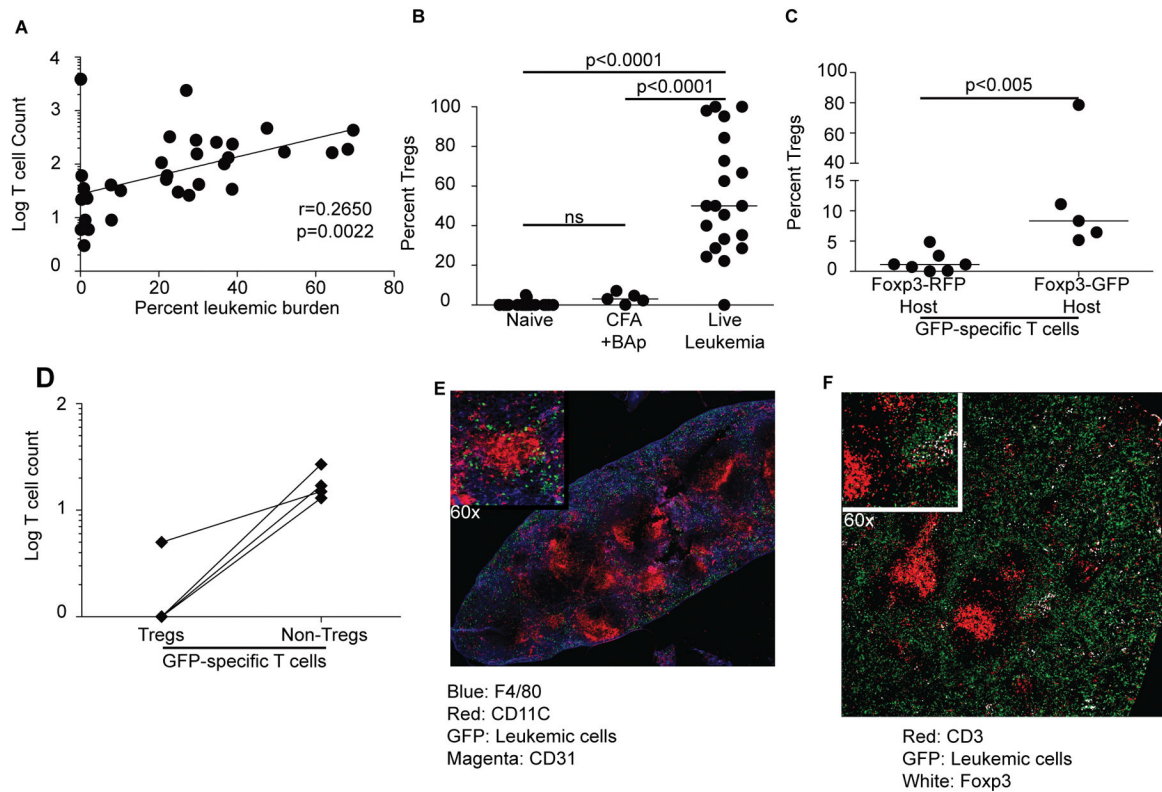 A
Log T cell Count
4
3
2
1
0
0 20 40 60 80
r=0.2650
p=0.0022
Percent leukemic burden
B
p<0.0001
p<0.0001
ns
Percent Tregs
100
80
60
40
20
0
Naive
CFA
+BAp
Live
Leukemia
C
p<0.005
Percent Tregs
100
80
60
40
15
10
5
0
Foxp3-RFP
Host
Foxp3-GFP
Host
GFP-specific T cells
D
Log T cell count
2
1
0
Tregs
Non-Tregs
GFP-specific T cells
E
60x
Blue: F4/80
Red: CD11C
GFP: Leukemic cells
Magenta: CD31
F
60x
Red: CD3
GFP: Leukemic cells
White: Foxp3